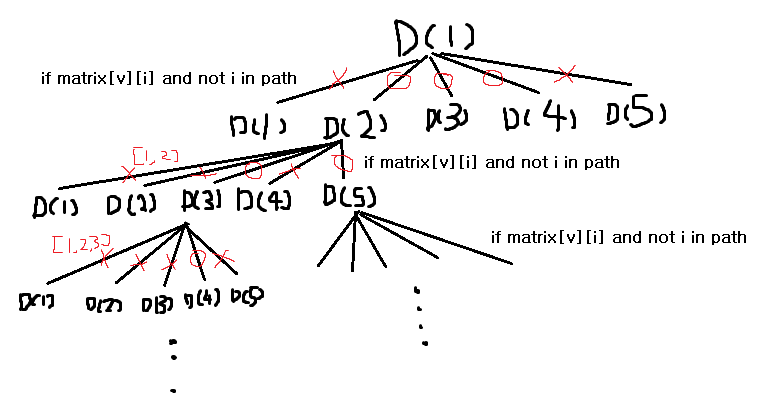 D(1)
if matrix[v][i] and not i in path
D(1) D(2) D(3) D(4) D(5)
[1,2]
if matrix[v][i] and not i in path
D(1) D(2) D(3) D(4) D(5)
[1,2,3]
if matrix[v][i] and not i in path
D(1) D(2) D(3) D(4) D(5)